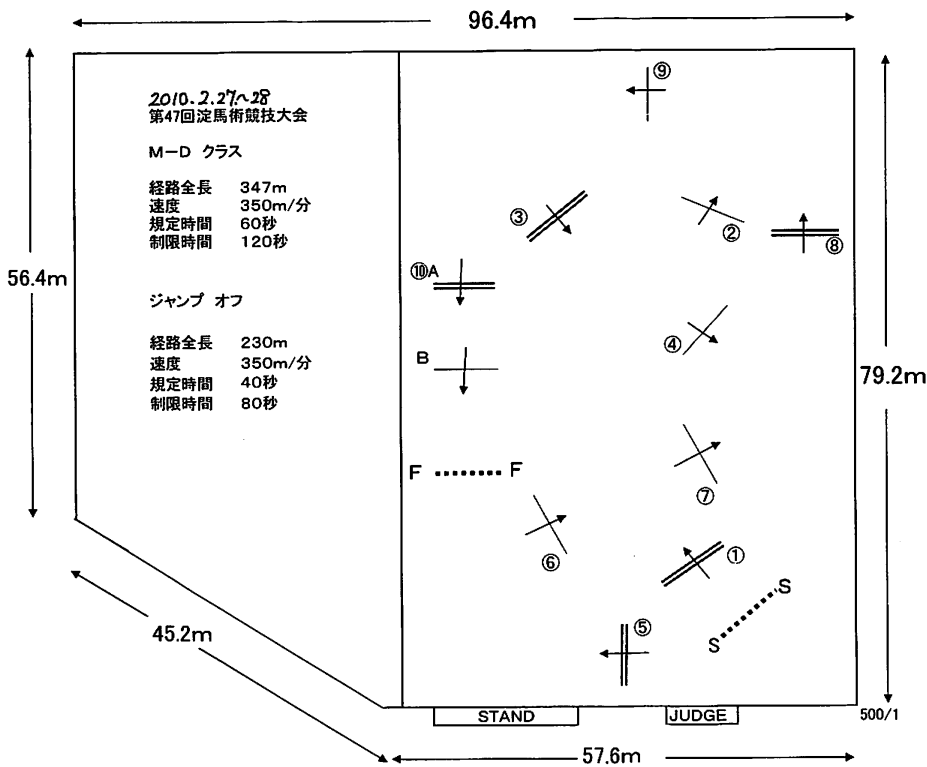 96.4m
2010.2.27~28
第47回淀馬術競技大会
M-D クラス
経路全長 347m
速度 350m/分
規定時間 60秒
制限時間 120秒
ジャンプ オフ
経路全長 230m
速度 350m/分
規定時間 40秒
制限時間 80秒
56.4m
⑨
③
②
⑧
⑩A
④
B
79.2m
F F
⑦
⑥
①
S
S
⑤
45.2m
STAND
JUDGE
500/1
57.6m